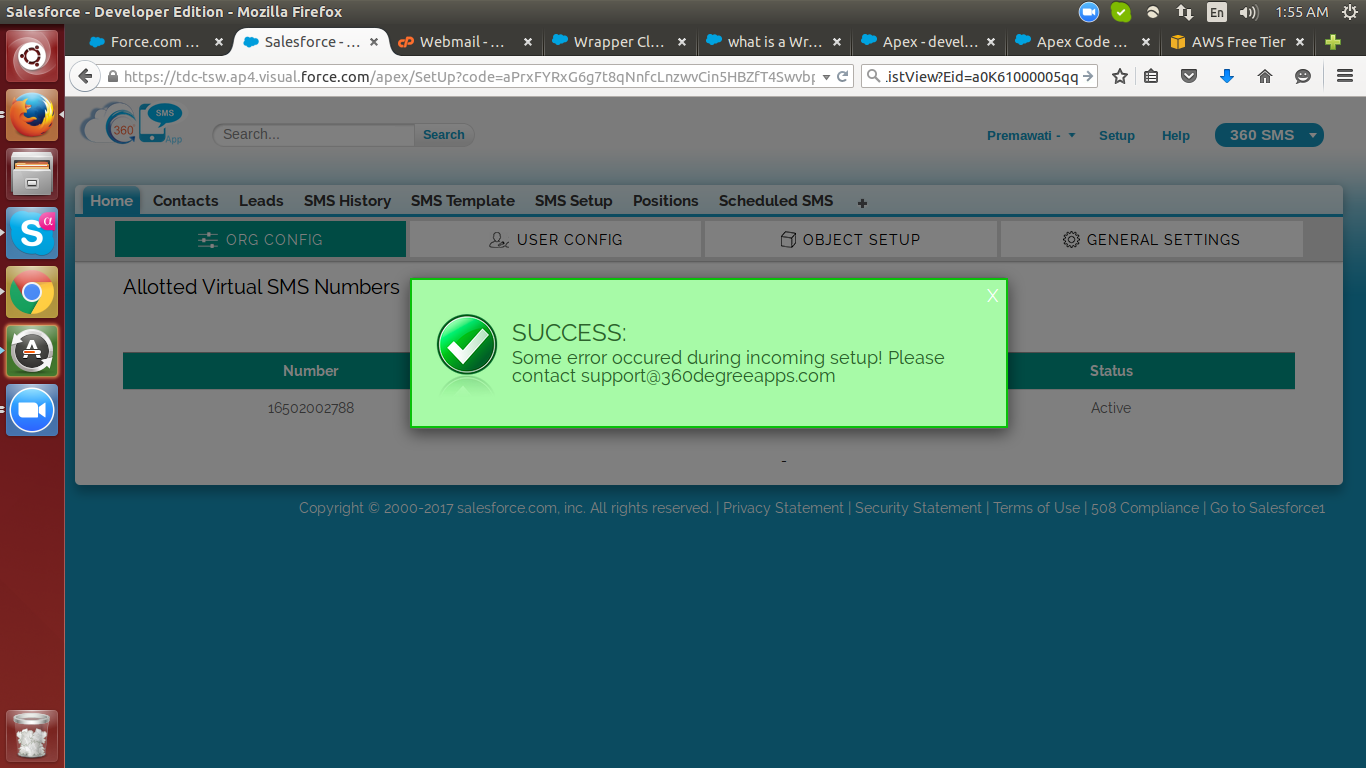 Salesforce - Developer Edition - Mozilla Firefox
En
1:55 AM
Force.com ...
Salesforce - ...
Webmail - ...
Wrapper Cl...
what is a Wr...
Apex - devel...
Apex Code ...
AWS Free Tier
https://tdc-tsw.ap4.visual.force.com/apex/SetUp?code=aPrxFYRxG6g7t8qNnfcLnzwvCin5HBZfT4Swvbp
.istView?Eid=a0K61000005qq
360°
SMS
App
Search...
Search
Premawati -
Setup
Help
360 SMS
Home
Contacts
Leads
SMS History
SMS Template
SMS Setup
Positions
Scheduled SMS
ORG CONFIG
USER CONFIG
OBJECT SETUP
GENERAL SETTINGS
Allotted Virtual SMS Numbers
X
SUCCESS:
Some error occured during incoming setup! Please
contact support@360degreeapps.com
Number
Status
16502002788
Active
-
Copyright © 2000-2017 salesforce.com, inc. All rights reserved. | Privacy Statement | Security Statement | Terms of Use | 508 Compliance | Go to Salesforce1